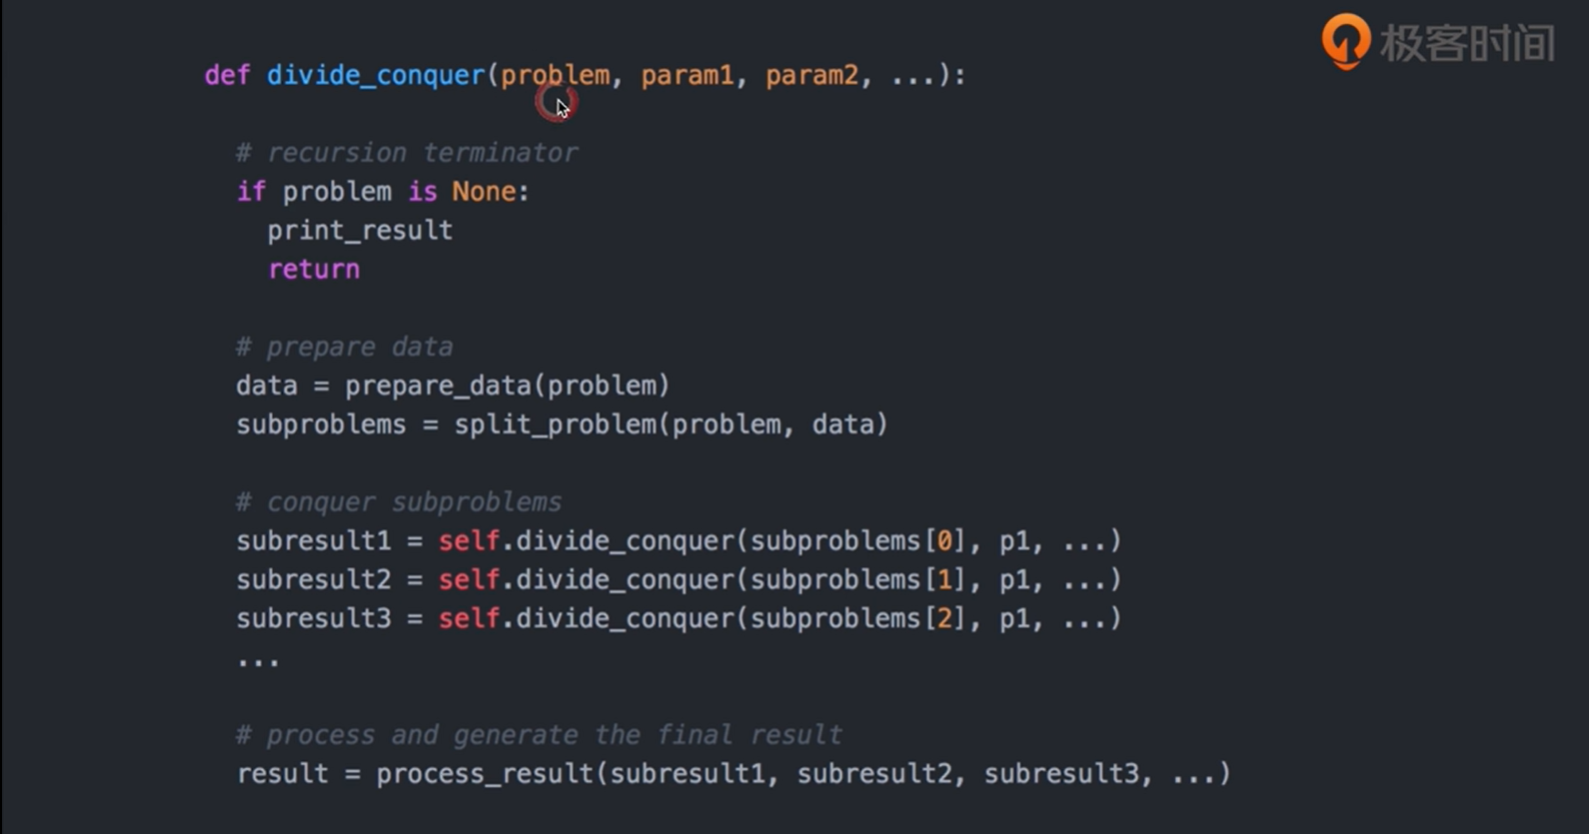 极客时间
def divide_conquer(problem, param1, param2, ...):
# recursion terminator
if problem is None:
print_result
return
# prepare data
data = prepare_data(problem)
subproblems = split_problem(problem, data)
# conquer subproblems
subresult1 = self.divide_conquer(subproblems[0], p1, ...)
subresult2 = self.divide_conquer(subproblems[1], p1, ...)
subresult3 = self.divide_conquer(subproblems[2], p1, ...)
...
# process and generate the final result
result = process_result(subresult1, subresult2, subresult3, ...)